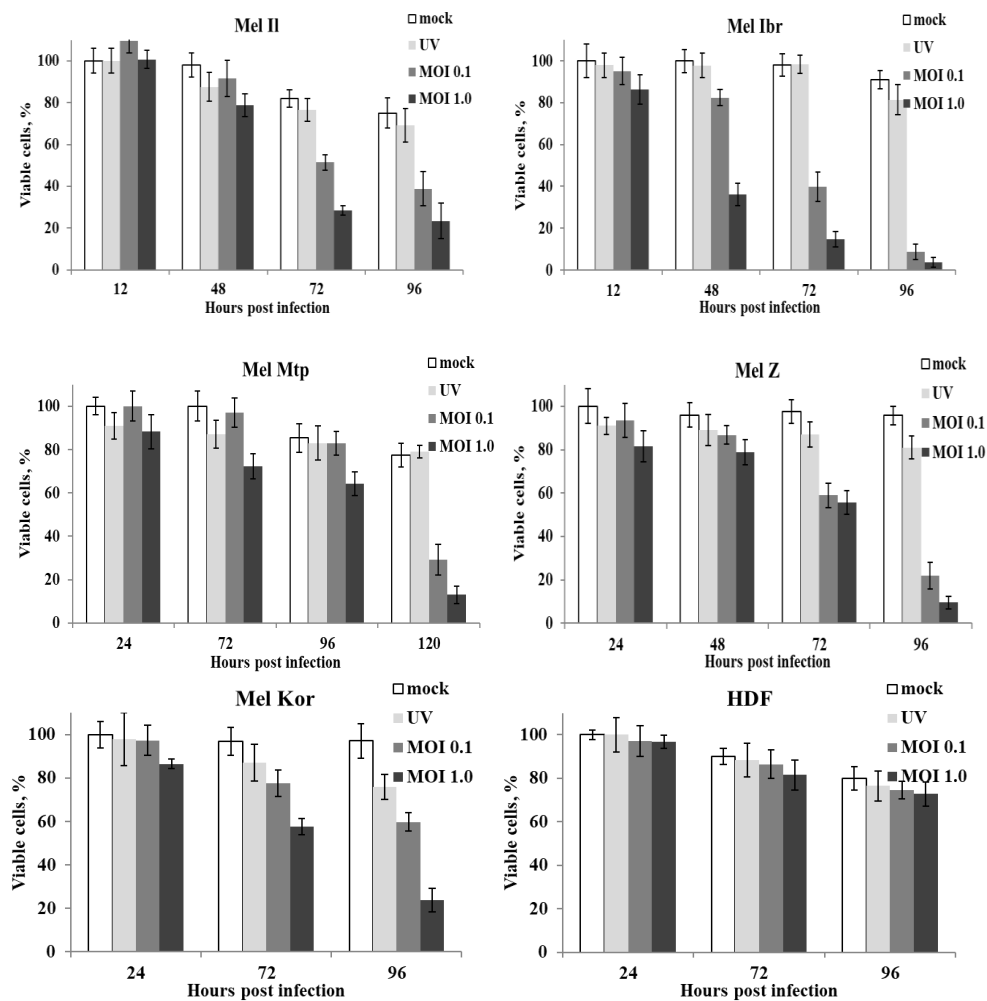 Mel Il
mock
UV
MOI 0.1
MOI 1.0
Viable cells, %
100
80
60
40
20
0
12 48 72 96
Hours post infection
Mel Ibr
mock
UV
MOI 0.1
MOI 1.0
Viable cells, %
100
80
60
40
20
0
12 48 72 96
Hours post infection
Mel Mtp
mock
UV
MOI 0.1
MOI 1.0
Viable cells, %
100
80
60
40
20
0
24 72 96 120
Hours post infection
Mel Z
mock
UV
MOI 0.1
MOI 1.0
Viable cells, %
100
80
60
40
20
0
24 48 72 96
Hours post infection
Mel Kor
mock
UV
MOI 0.1
MOI 1.0
Viable cells, %
100
80
60
40
20
0
24 72 96
Hours post infection
HDF
mock
UV
MOI 0.1
MOI 1.0
Viable cells, %
100
80
60
40
20
0
24 72 96
Hours post infection